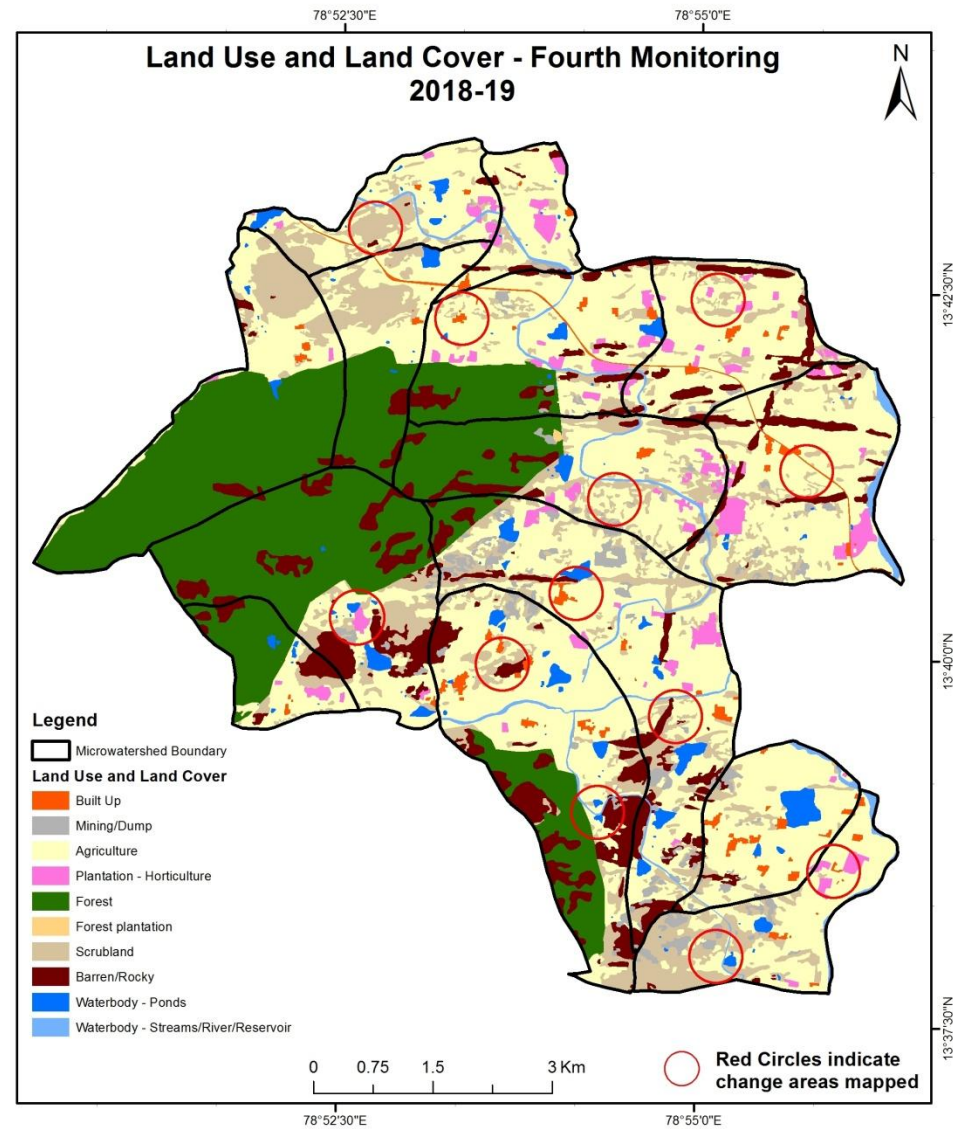 78°52'30"E
78°55'0"E
Land Use and Land Cover - Fourth Monitoring
2018-19
N
13°42'30"N
13°40'0"N
13°37'30"N
Legend
Microwatershed Boundary
Land Use and Land Cover
Built Up
Mining/Dump
Agriculture
Plantation - Horticulture
Forest
Forest plantation
Scrubland
Barren/Rocky
Waterbody - Ponds
Waterbody - Streams/River/Reservoir
0 0.75 1.5 3 Km
Red Circles indicate
change areas mapped
78°52'30"E
78°55'0"E